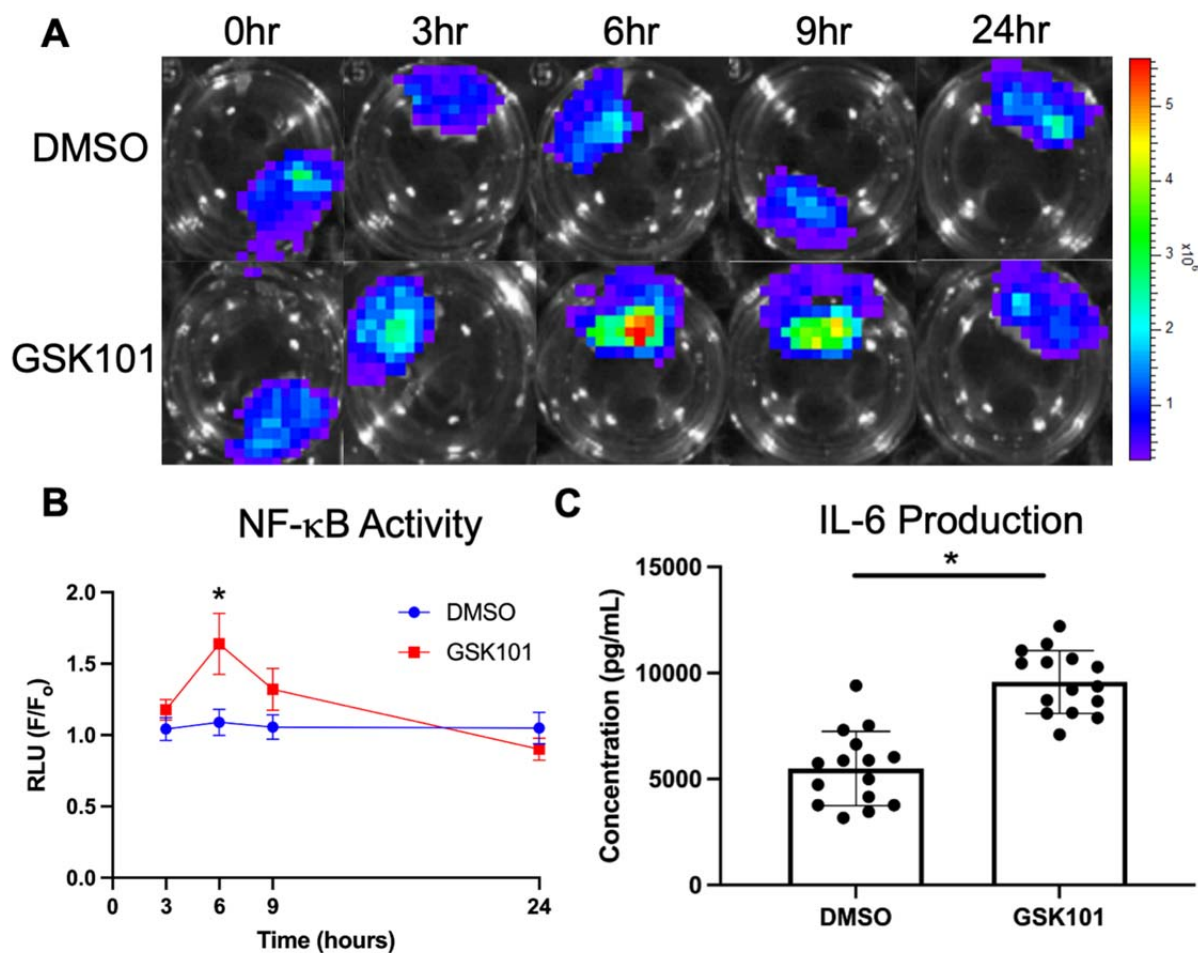 A
0hr 3hr 6hr 9hr 24hr
DMSO
GSK101
5
4
3
2
1
B
NF-κB Activity
*
2.0
1.5
1.0
0.5
0.0
RLU (F/Fo)
DMSO
GSK101
0 3 6 9 24
Time (hours)
C
IL-6 Production
*
15000
10000
5000
0
Concentration (pg/mL)
DMSO GSK101